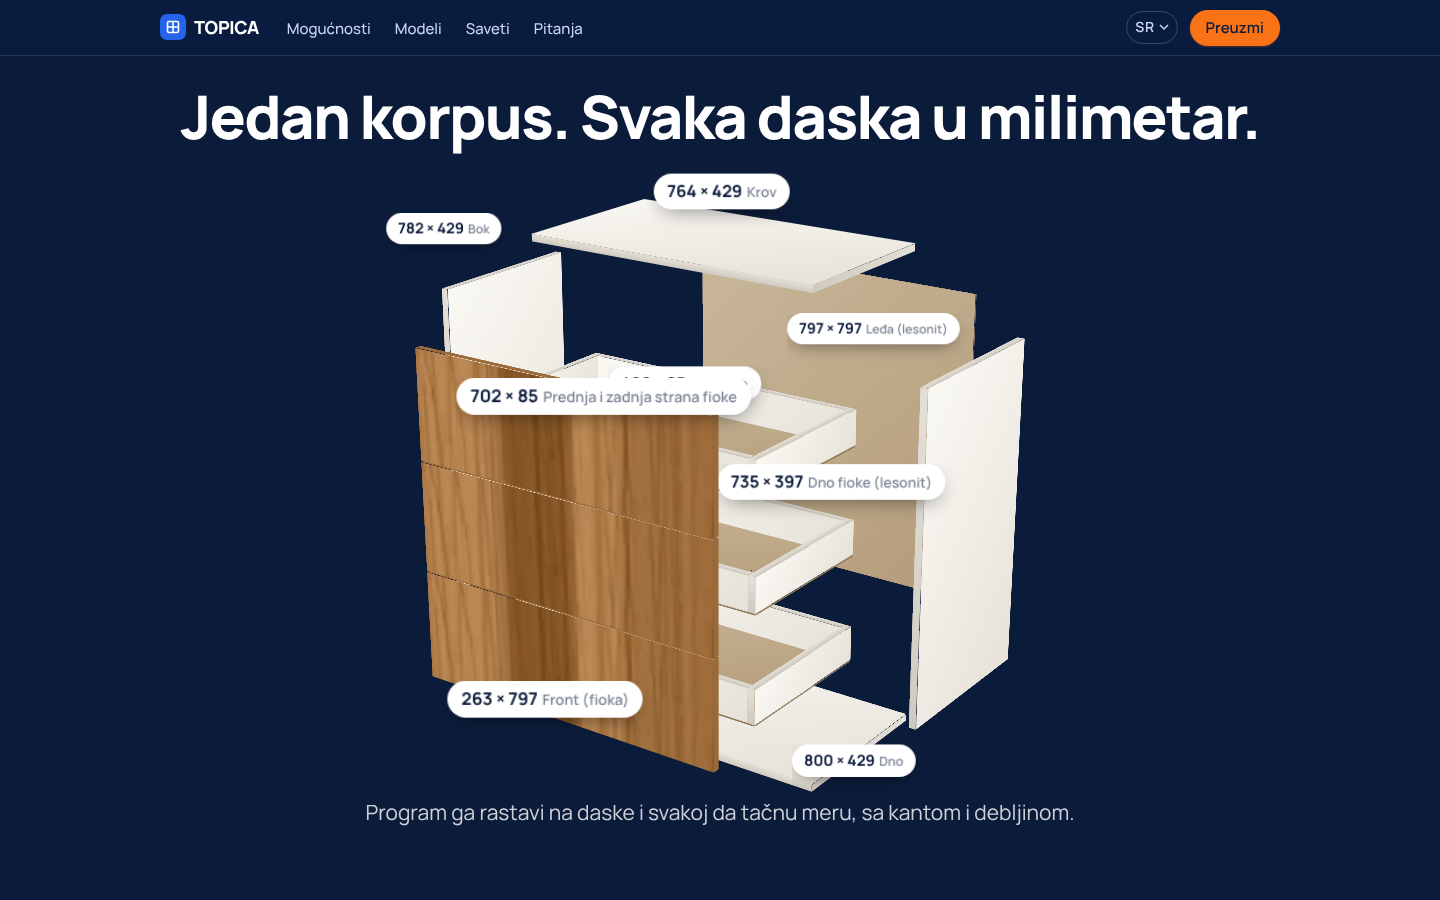 TOPICA
Mogućnosti
Modeli
Saveti
Pitanja
SR
Preuzmi
Jedan korpus. Svaka daska u milimetar.
764 × 429 Krov
782 × 429 Bok
797 × 797 Leđa (lesonit)
702 × 85 Prednja i zadnja strana fioke
735 × 397 Dno fioke (lesonit)
263 × 797 Front (fioka)
800 × 429 Dno
Program ga rastavi na daske i svakoj da tačnu meru, sa kantom i debljinom.